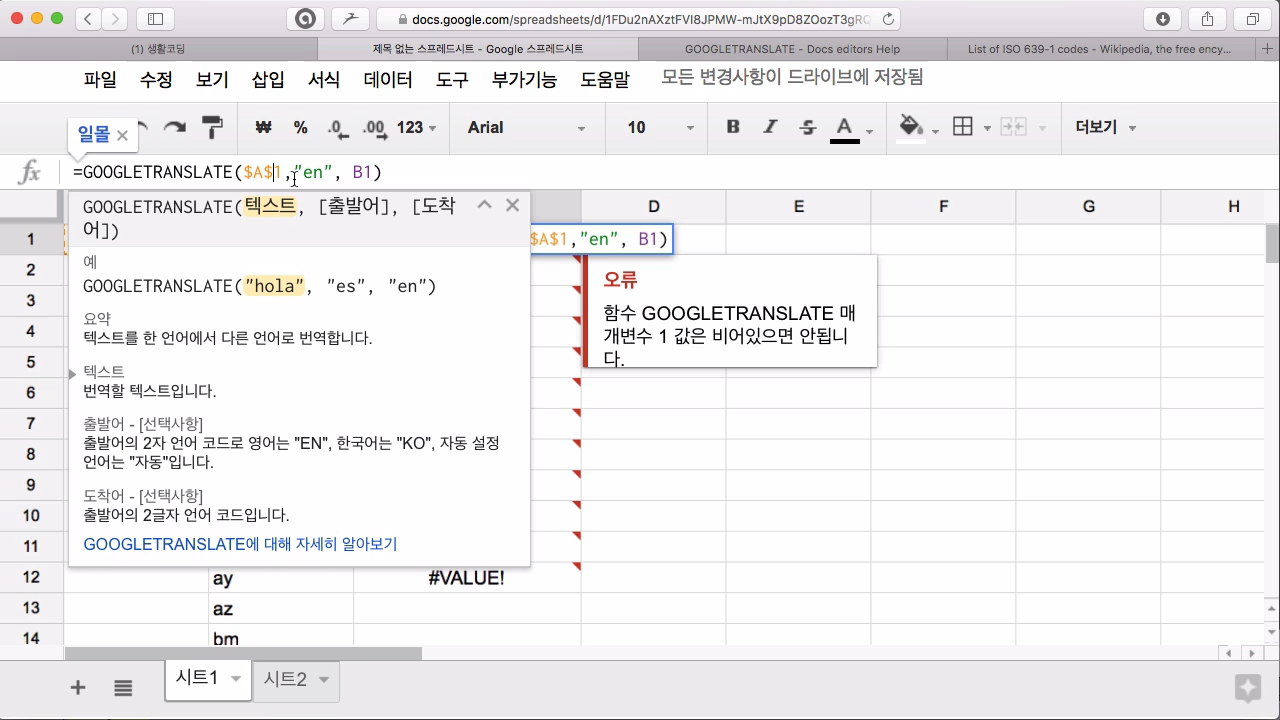 docs.google.com/spreadsheets/d/1FDu2nAXztFVl8JPMW-mJtX9pD8ZOozT3gRC
(1) 생활코딩
제목 없는 스프레드시트 - Google 스프레드시트
GOOGLETRANSLATE - Docs editors Help
List of ISO 639-1 codes - Wikipedia, the free ency...
파일 수정 보기 삽입 서식 데이터 도구 부가기능 도움말 모든 변경사항이 드라이브에 저장됨
일몰
₩ % .0 .00 123 Arial 10 B I S A 더보기
fx =GOOGLETRANSLATE($A$1,"en", B1)
D E F G H
GOOGLETRANSLATE(텍스트, [출발어], [도착
어])
예
GOOGLETRANSLATE("hola", "es", "en")
요약
텍스트를 한 언어에서 다른 언어로 번역합니다.
텍스트
번역할 텍스트입니다.
출발어 - [선택사항]
출발어의 2자 언어 코드로 영어는 "EN", 한국어는 "KO", 자동 설정
언어는 "자동"입니다.
도착어 - [선택사항]
출발어의 2글자 언어 코드입니다.
GOOGLETRANSLATE에 대해 자세히 알아보기
1 $A$1,"en", B1)
오류
함수 GOOGLETRANSLATE 매
개변수 1 값은 비어있으면 안됩니
다.
2
3
4
5
6
7
8
9
10
11
12 ay #VALUE!
13 az
14 bm
시트1 시트2